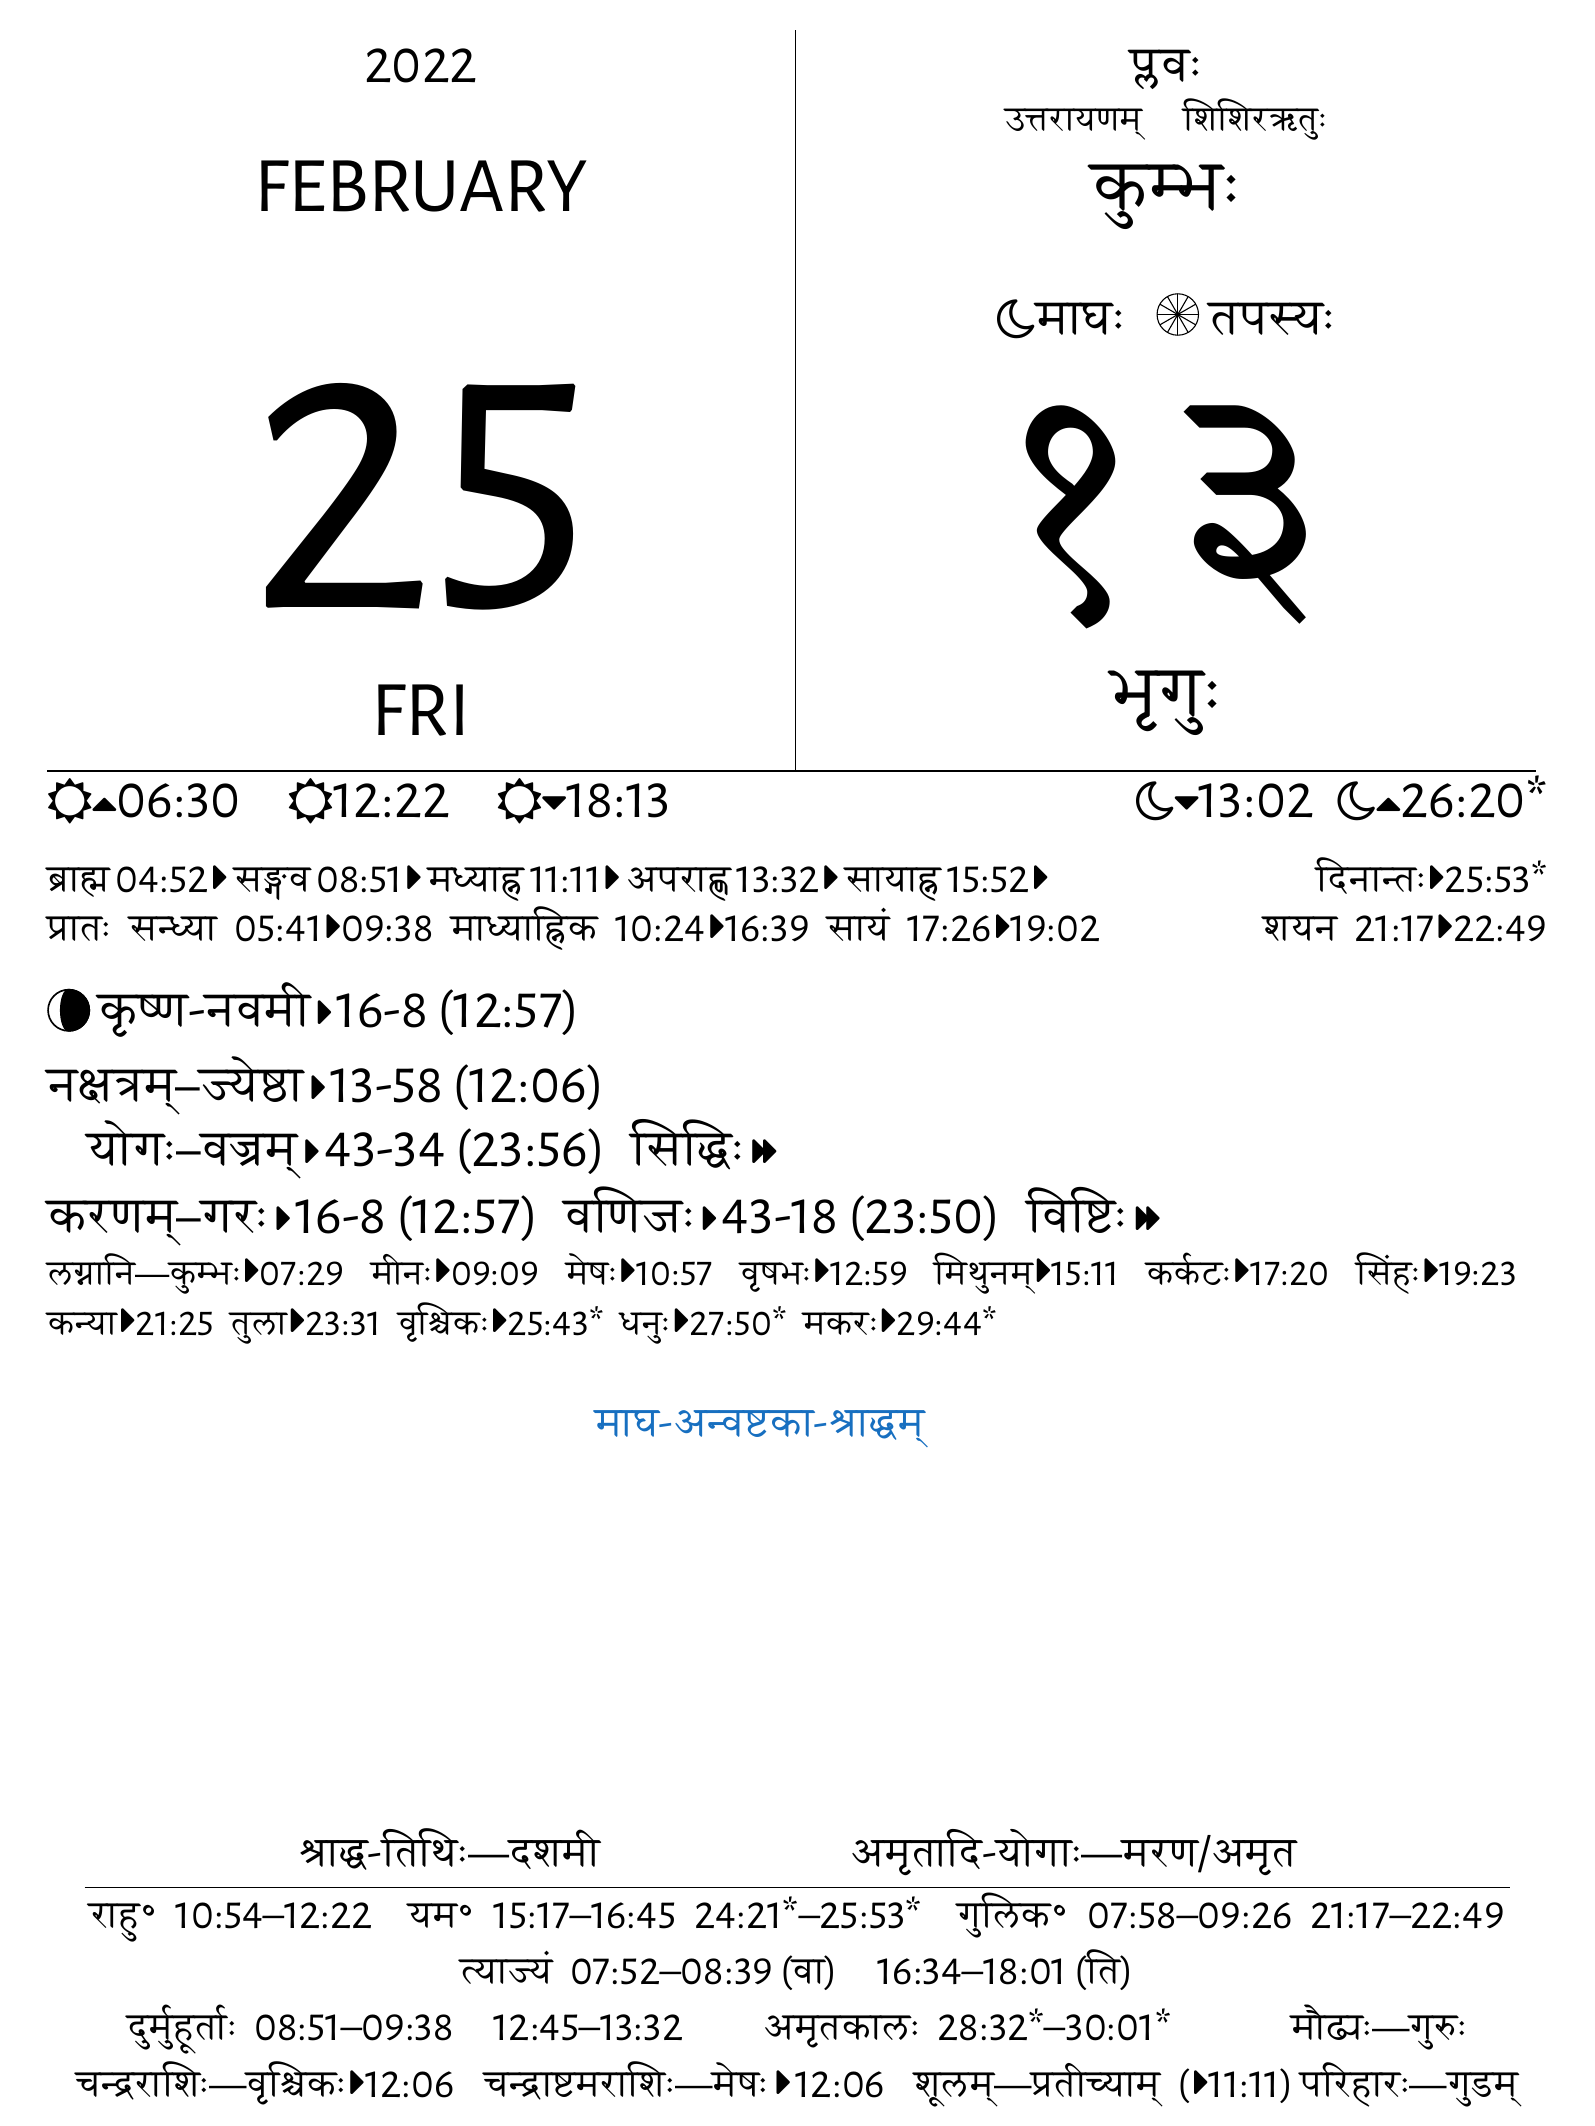 2022
FEBRUARY
25
FRI
प्लवः
उत्तरायणम् शिशिरऋतुः
कुम्भः
माघः तपस्यः
१३
भृगुः
06:30 12:22 18:13 13:02 26:20*
ब्राह्म 04:52 सङ्गव 08:51 मध्याह्न 11:11 अपराह्ण 13:32 सायाह्न 15:52 दिनान्तः 25:53*
प्रातः सन्ध्या 05:41 09:38 माध्याह्निक 10:24 16:39 सायं 17:26 19:02 शयन 21:17 22:49
कृष्ण-नवमी 16-8 (12:57)
नक्षत्रम्–ज्येष्ठा 13-58 (12:06)
योगः–वज्रम् 43-34 (23:56) सिद्धिः
करणम्–गरः 16-8 (12:57) वणिजः 43-18 (23:50) विष्टिः
लग्नानि—कुम्भः 07:29 मीनः 09:09 मेषः 10:57 वृषभः 12:59 मिथुनम् 15:11 कर्कटः 17:20 सिंहः 19:23
कन्या 21:25 तुला 23:31 वृश्चिकः 25:43* धनुः 27:50* मकरः 29:44*
माघ-अन्वष्टका-श्राद्धम्
श्राद्ध-तिथिः—दशमी अमृतादि-योगाः—मरण/अमृत
राहु° 10:54–12:22 यम° 15:17–16:45 24:21*–25:53* गुलिक° 07:58–09:26 21:17–22:49
त्याज्यं 07:52–08:39 (वा) 16:34–18:01 (ति)
दुर्मुहूर्ताः 08:51–09:38 12:45–13:32 अमृतकालः 28:32*–30:01* मौढ्यः—गुरुः
चन्द्रराशिः—वृश्चिकः 12:06 चन्द्राष्टमराशिः—मेषः 12:06 शूलम्—प्रतीच्याम् (11:11) परिहारः—गुडम्